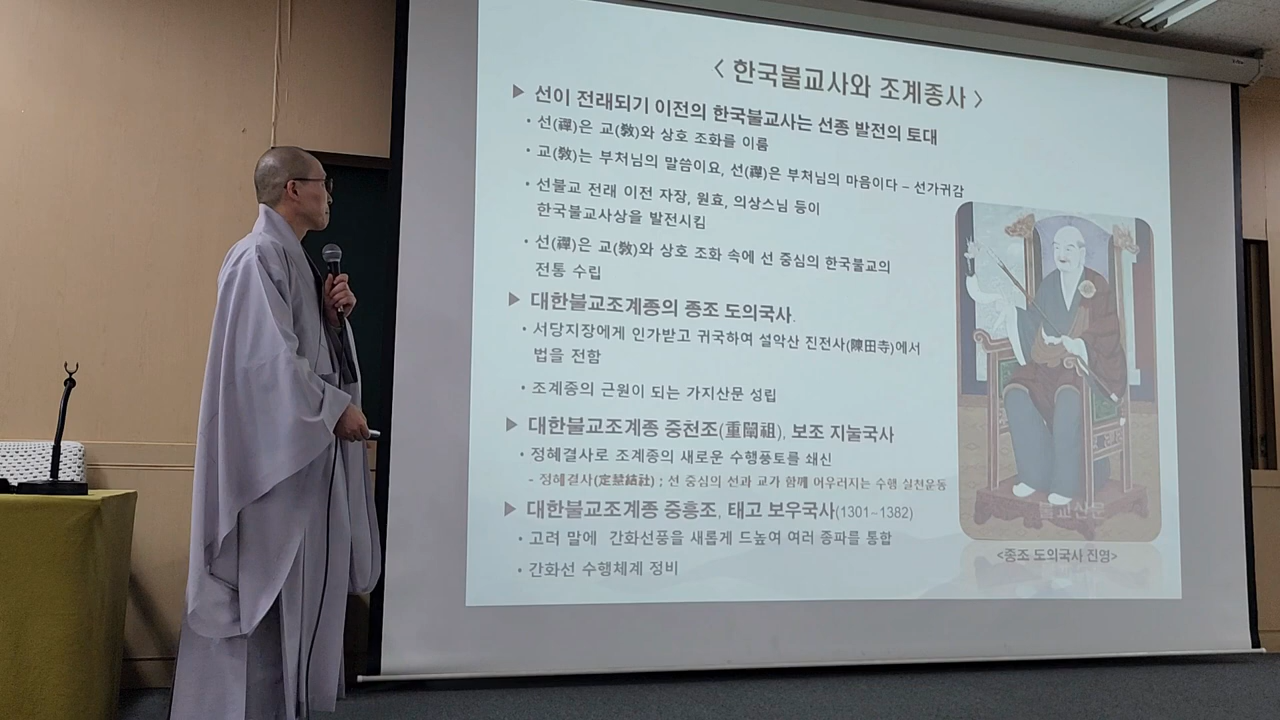 < 한국불교사와 조계종사 >
▶ 선이 전래되기 이전의 한국불교사는 선종 발전의 토대
• 선(禪)은 교(敎)와 상호 조화를 이룸
• 교(敎)는 부처님의 말씀이요, 선(禪)은 부처님의 마음이다 – 선가귀감
• 선불교 전래 이전 자장, 원효, 의상스님 등이
한국불교사상을 발전시킴
• 선(禪)은 교(敎)와 상호 조화 속에 선 중심의 한국불교의
전통 수립
▶ 대한불교조계종의 종조 도의국사.
• 서당지장에게 인가받고 귀국하여 설악산 진전사(陳田寺)에서
법을 전함
• 조계종의 근원이 되는 가지산문 성립
▶ 대한불교조계종 중천조(重闡祖), 보조 지눌국사
• 정혜결사로 조계종의 새로운 수행풍토를 쇄신
- 정혜결사(定慧結社) : 선 중심의 선과 교가 함께 어우러지는 수행 실천운동
▶ 대한불교조계종 중흥조, 태고 보우국사(1301~1382)
• 고려 말에 간화선풍을 새롭게 드높여 여러 종파를 통합
• 간화선 수행체계 정비
불교신문
<종조 도의국사 진영>